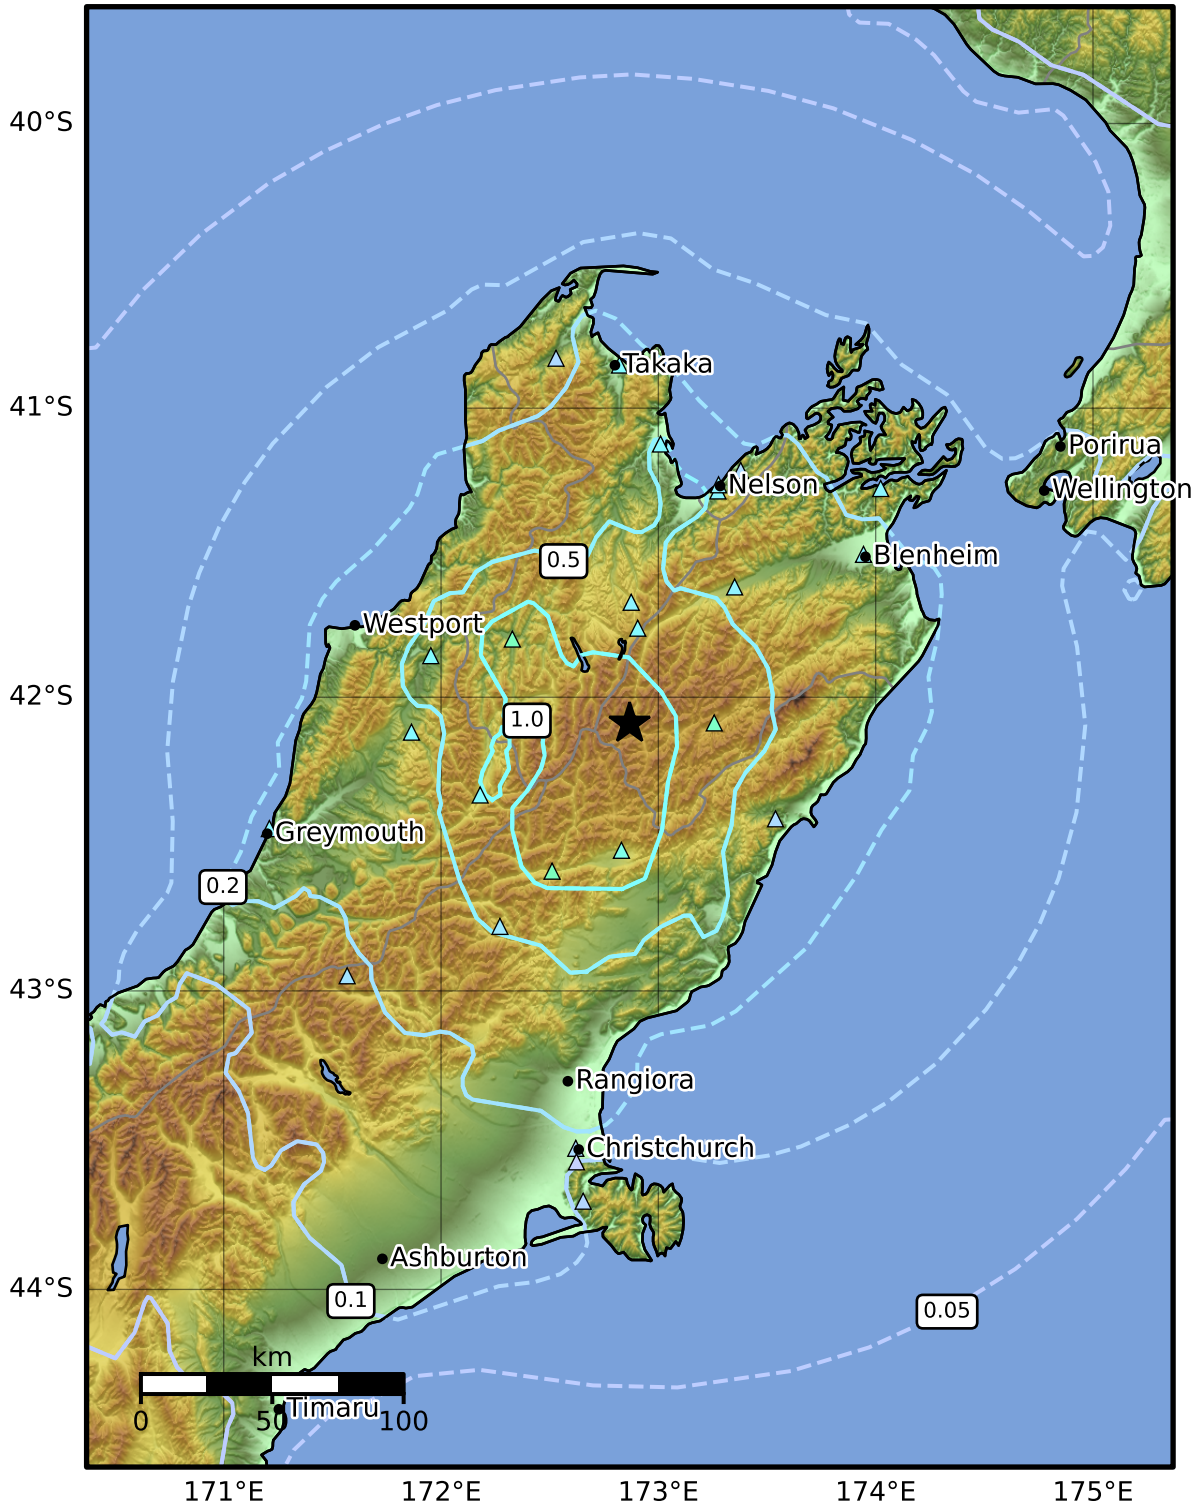 40°S
Takaka
41°S
Porirua
Nelson
Wellington
Blenheim
0.5
Westport
42°S
1.0
Greymouth
0.2
43°S
Rangiora
Christchurch
Ashburton
44°S
0.1
0.05
km
Timaru
0 50 100
171°E 172°E 173°E 174°E 175°E